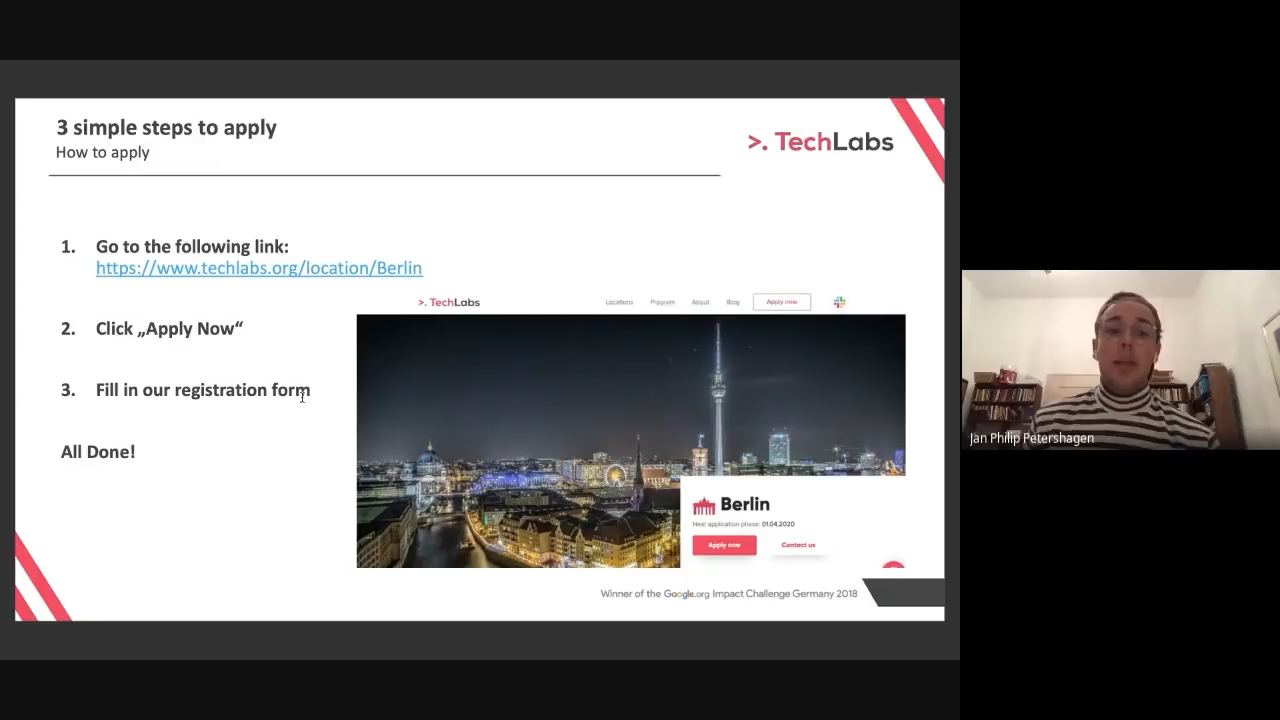 3 simple steps to apply
How to apply
>. TechLabs
1. Go to the following link:
https://www.techlabs.org/location/Berlin
>. TechLabs
Locations Program About Blog Apply now
2. Click „Apply Now“
3. Fill in our registration form
All Done!
Berlin
Next application phase: 01.04.2020
Apply now Contact us
Winner of the Google.org Impact Challenge Germany 2018
Jan Philip Petershagen